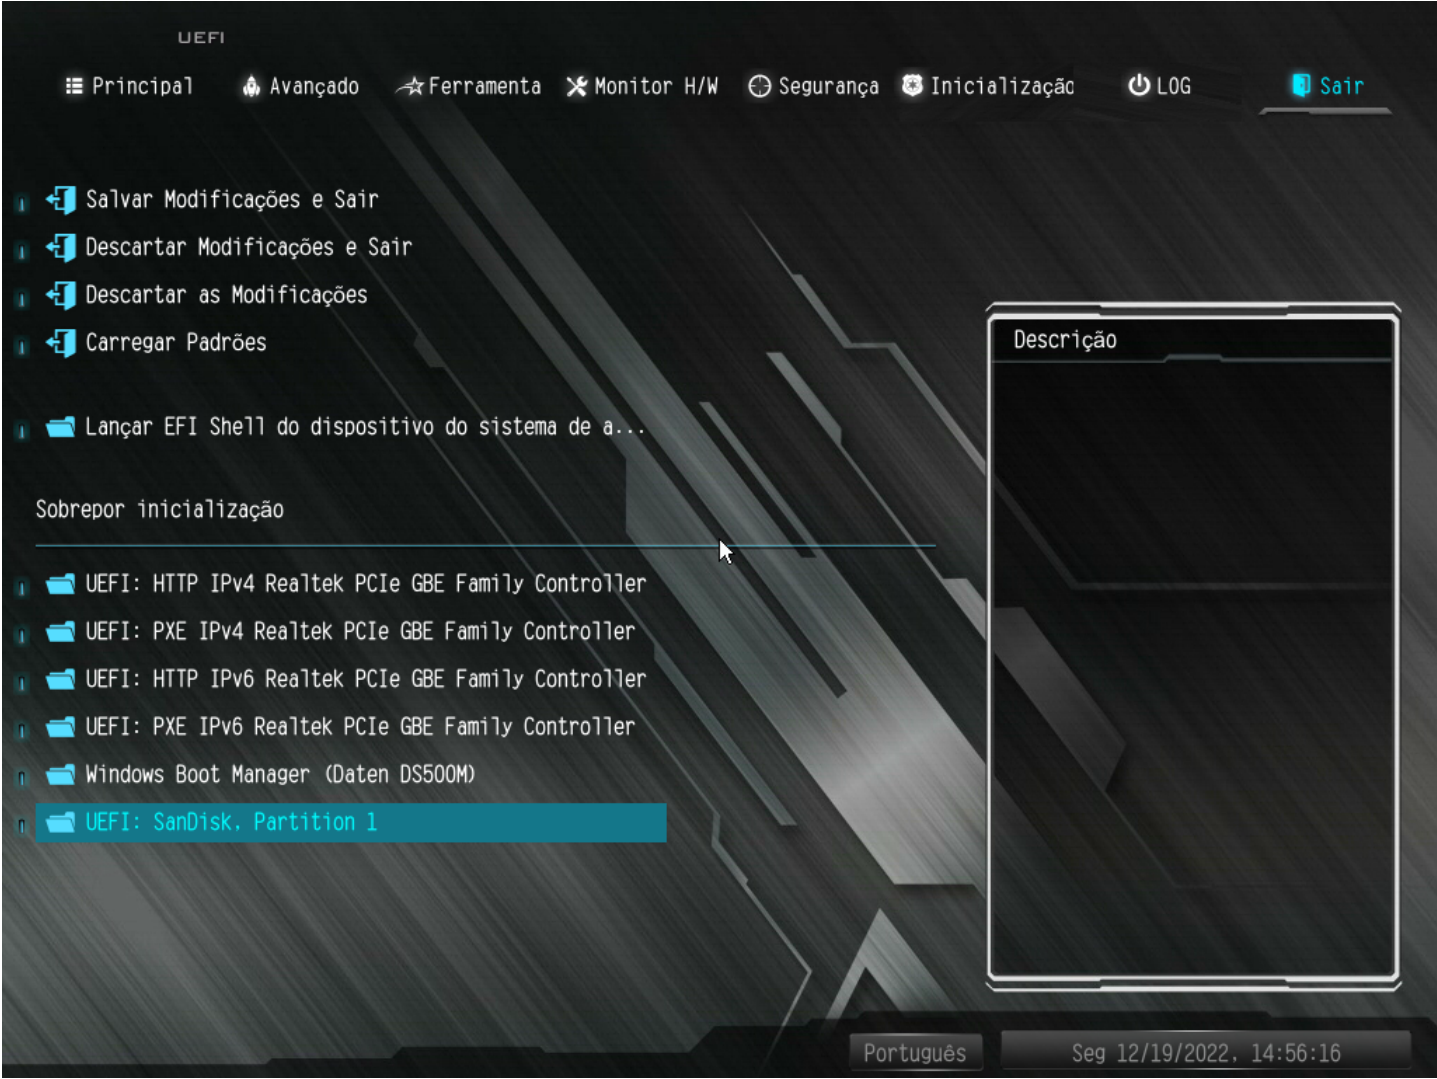 UEFI
Principal Avançado Ferramenta Monitor H/W Segurança Inicialização LOG Sair
Salvar Modificações e Sair
Descartar Modificações e Sair
Descartar as Modificações
Carregar Padrões
Descrição
Lançar EFI Shell do dispositivo do sistema de a...
Sobrepor inicialização
UEFI: HTTP IPv4 Realtek PCIe GBE Family Controller
UEFI: PXE IPv4 Realtek PCIe GBE Family Controller
UEFI: HTTP IPv6 Realtek PCIe GBE Family Controller
UEFI: PXE IPv6 Realtek PCIe GBE Family Controller
Windows Boot Manager (Daten DS500M)
UEFI: SanDisk, Partition 1
Português
Seg 12/19/2022, 14:56:16